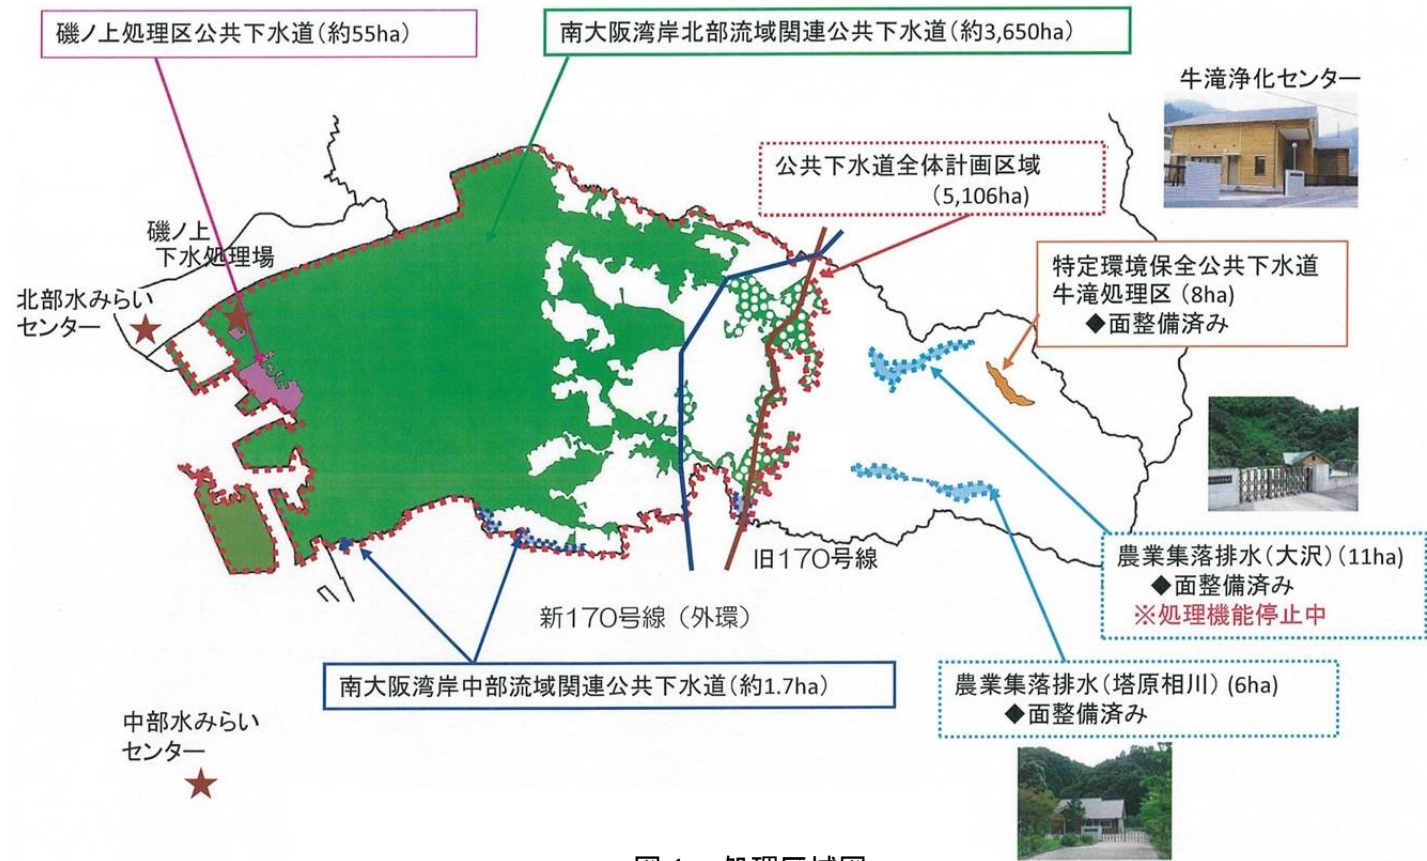 磯ノ上処理区公共下水道（約55ha）
南大阪湾岸北部流域関連公共下水道（約3,650ha）
牛滝浄化センター
公共下水道全体計画区域
（5,106ha）
磯ノ上
下水処理場
北部水みらい
センター
特定環境保全公共下水道
牛滝処理区（8ha）
◆面整備済み
旧170号線
新170号線（外環）
農業集落排水（大沢）（11ha）
◆面整備済み
※処理機能停止中
南大阪湾岸中部流域関連公共下水道（約1.7ha）
農業集落排水（塔原相川）（6ha）
◆面整備済み
中部水みらい
センター